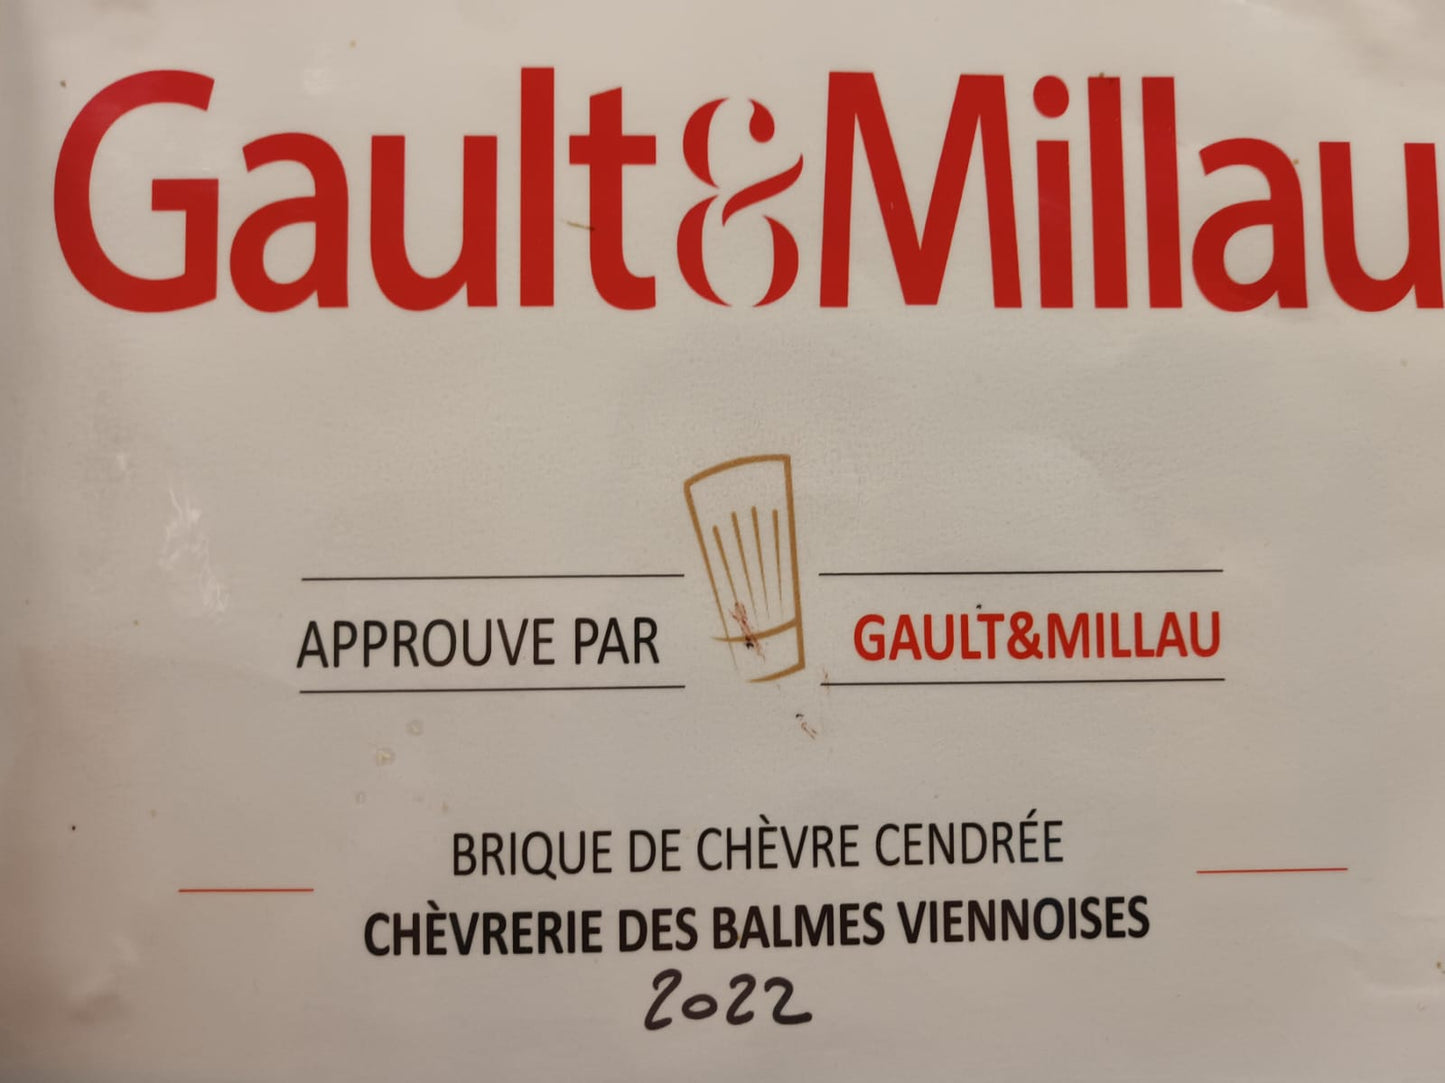 Gault&Millau
APPROUVE PAR GAULT&MILLAU
BRIQUE DE CHÈVRE CENDRÉE
CHÈVRERIE DES BALMES VIENNOISES
2022